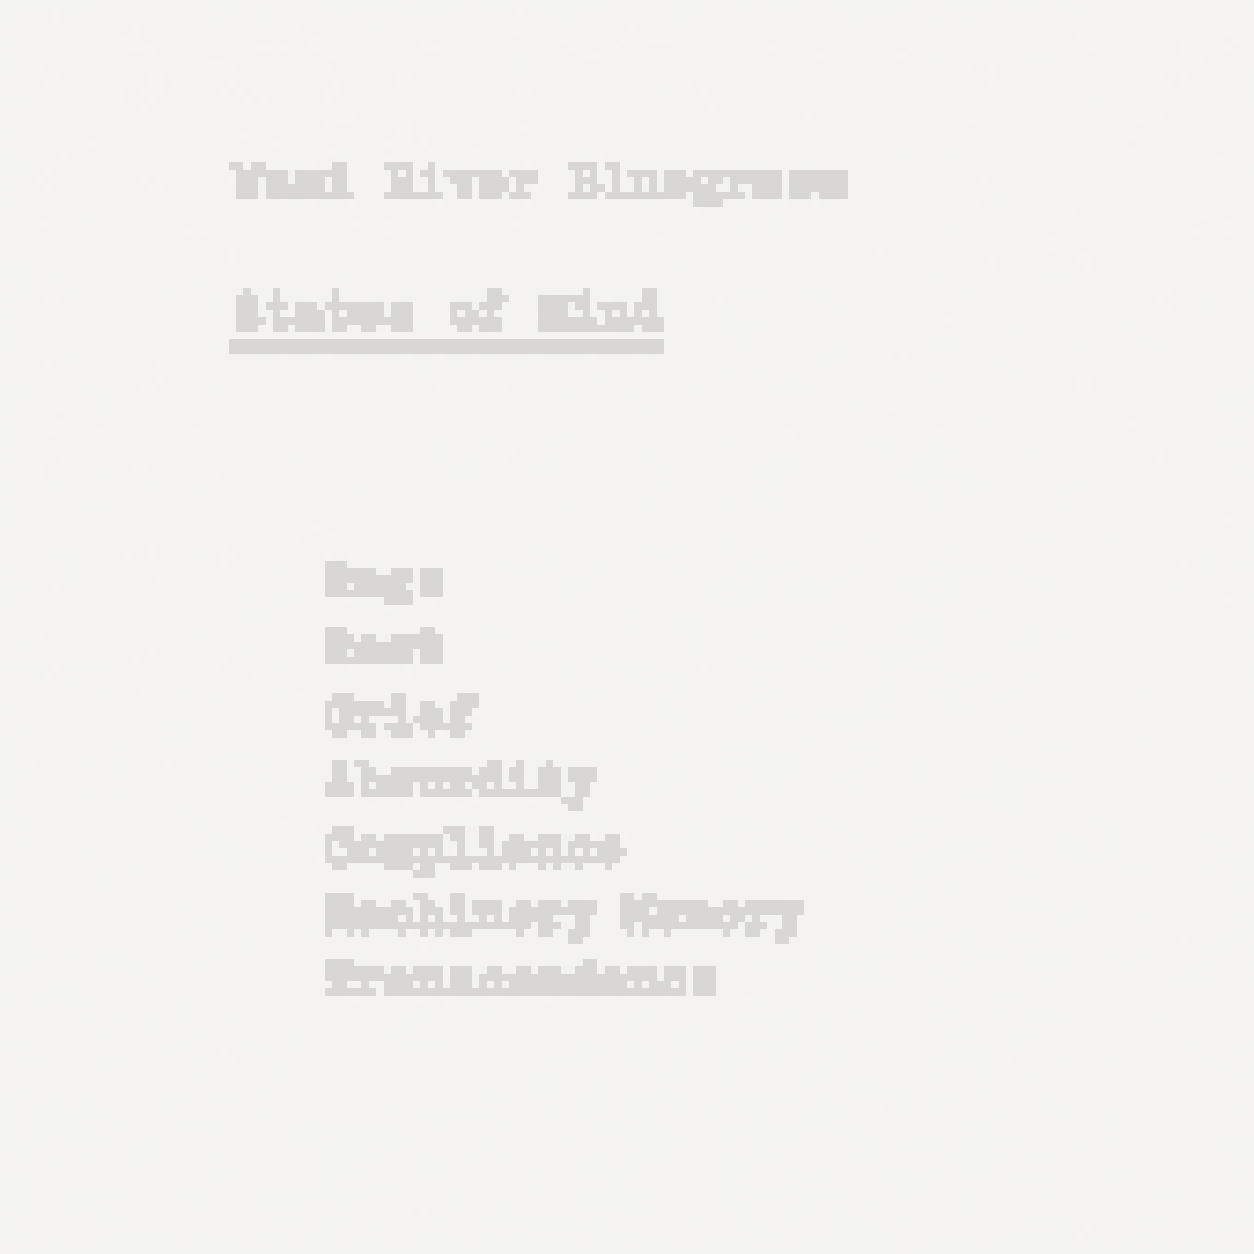 River Bluegrass
States of Mind
Rage
Grief
Absurdity
Compliance
Machinery Memory
Transcendence